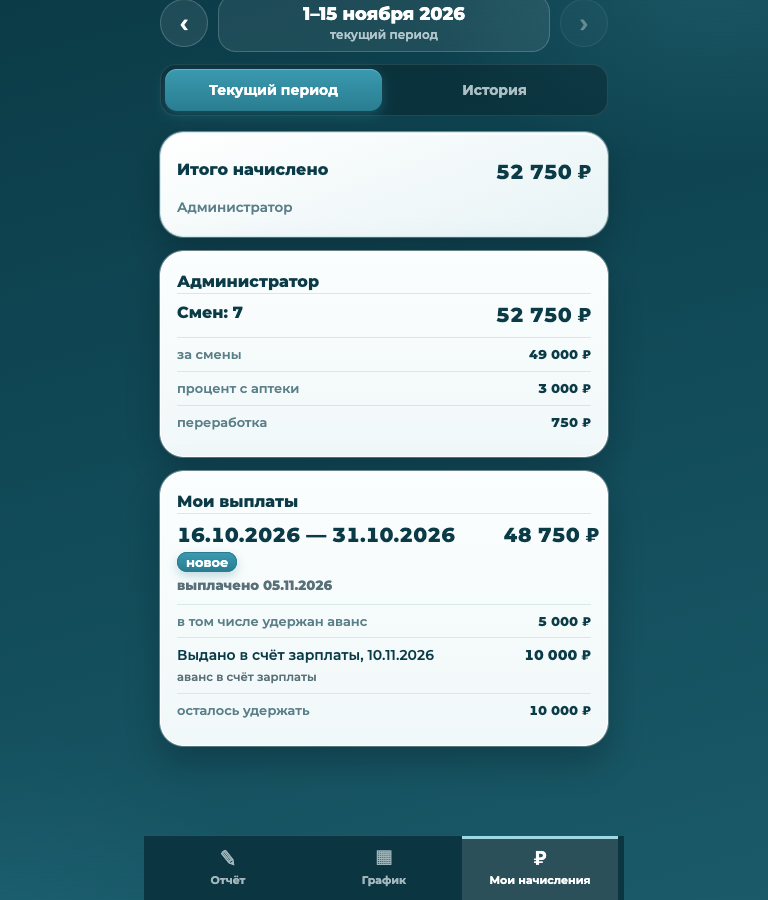 ‹
1–15 ноября 2026
текущий период
›
Текущий период
История
Итого начислено 52 750 ₽
Администратор
Администратор
Смен: 7 52 750 ₽
за смены 49 000 ₽
процент с аптеки 3 000 ₽
переработка 750 ₽
Мои выплаты
16.10.2026 — 31.10.2026 48 750 ₽
новое
выплачено 05.11.2026
в том числе удержан аванс 5 000 ₽
Выдано в счёт зарплаты, 10.11.2026 10 000 ₽
аванс в счёт зарплаты
осталось удержать 10 000 ₽
₽
Отчёт График Мои начисления